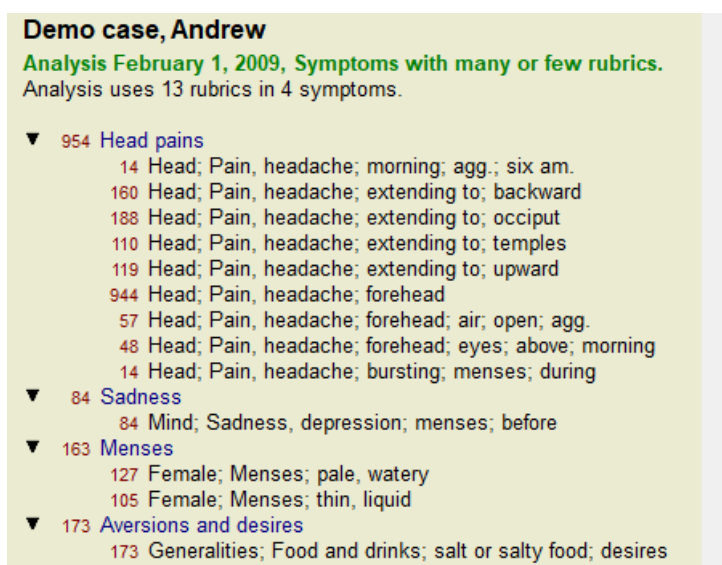 Demo case, Andrew
Analysis February 1, 2009, Symptoms with many or few rubrics.
Analysis uses 13 rubrics in 4 symptoms.
954 Head pains
14 Head; Pain, headache; morning; agg.; six am.
160 Head; Pain, headache; extending to; backward
188 Head; Pain, headache; extending to; occiput
110 Head; Pain, headache; extending to; temples
119 Head; Pain, headache; extending to; upward
944 Head; Pain, headache; forehead
57 Head; Pain, headache; forehead; air; open; agg.
48 Head; Pain, headache; forehead; eyes; above; morning
14 Head; Pain, headache; bursting; menses; during
84 Sadness
84 Mind; Sadness, depression; menses; before
163 Menses
127 Female; Menses; pale, watery
105 Female; Menses; thin, liquid
173 Aversions and desires
173 Generalities; Food and drinks; salt or salty food; desires